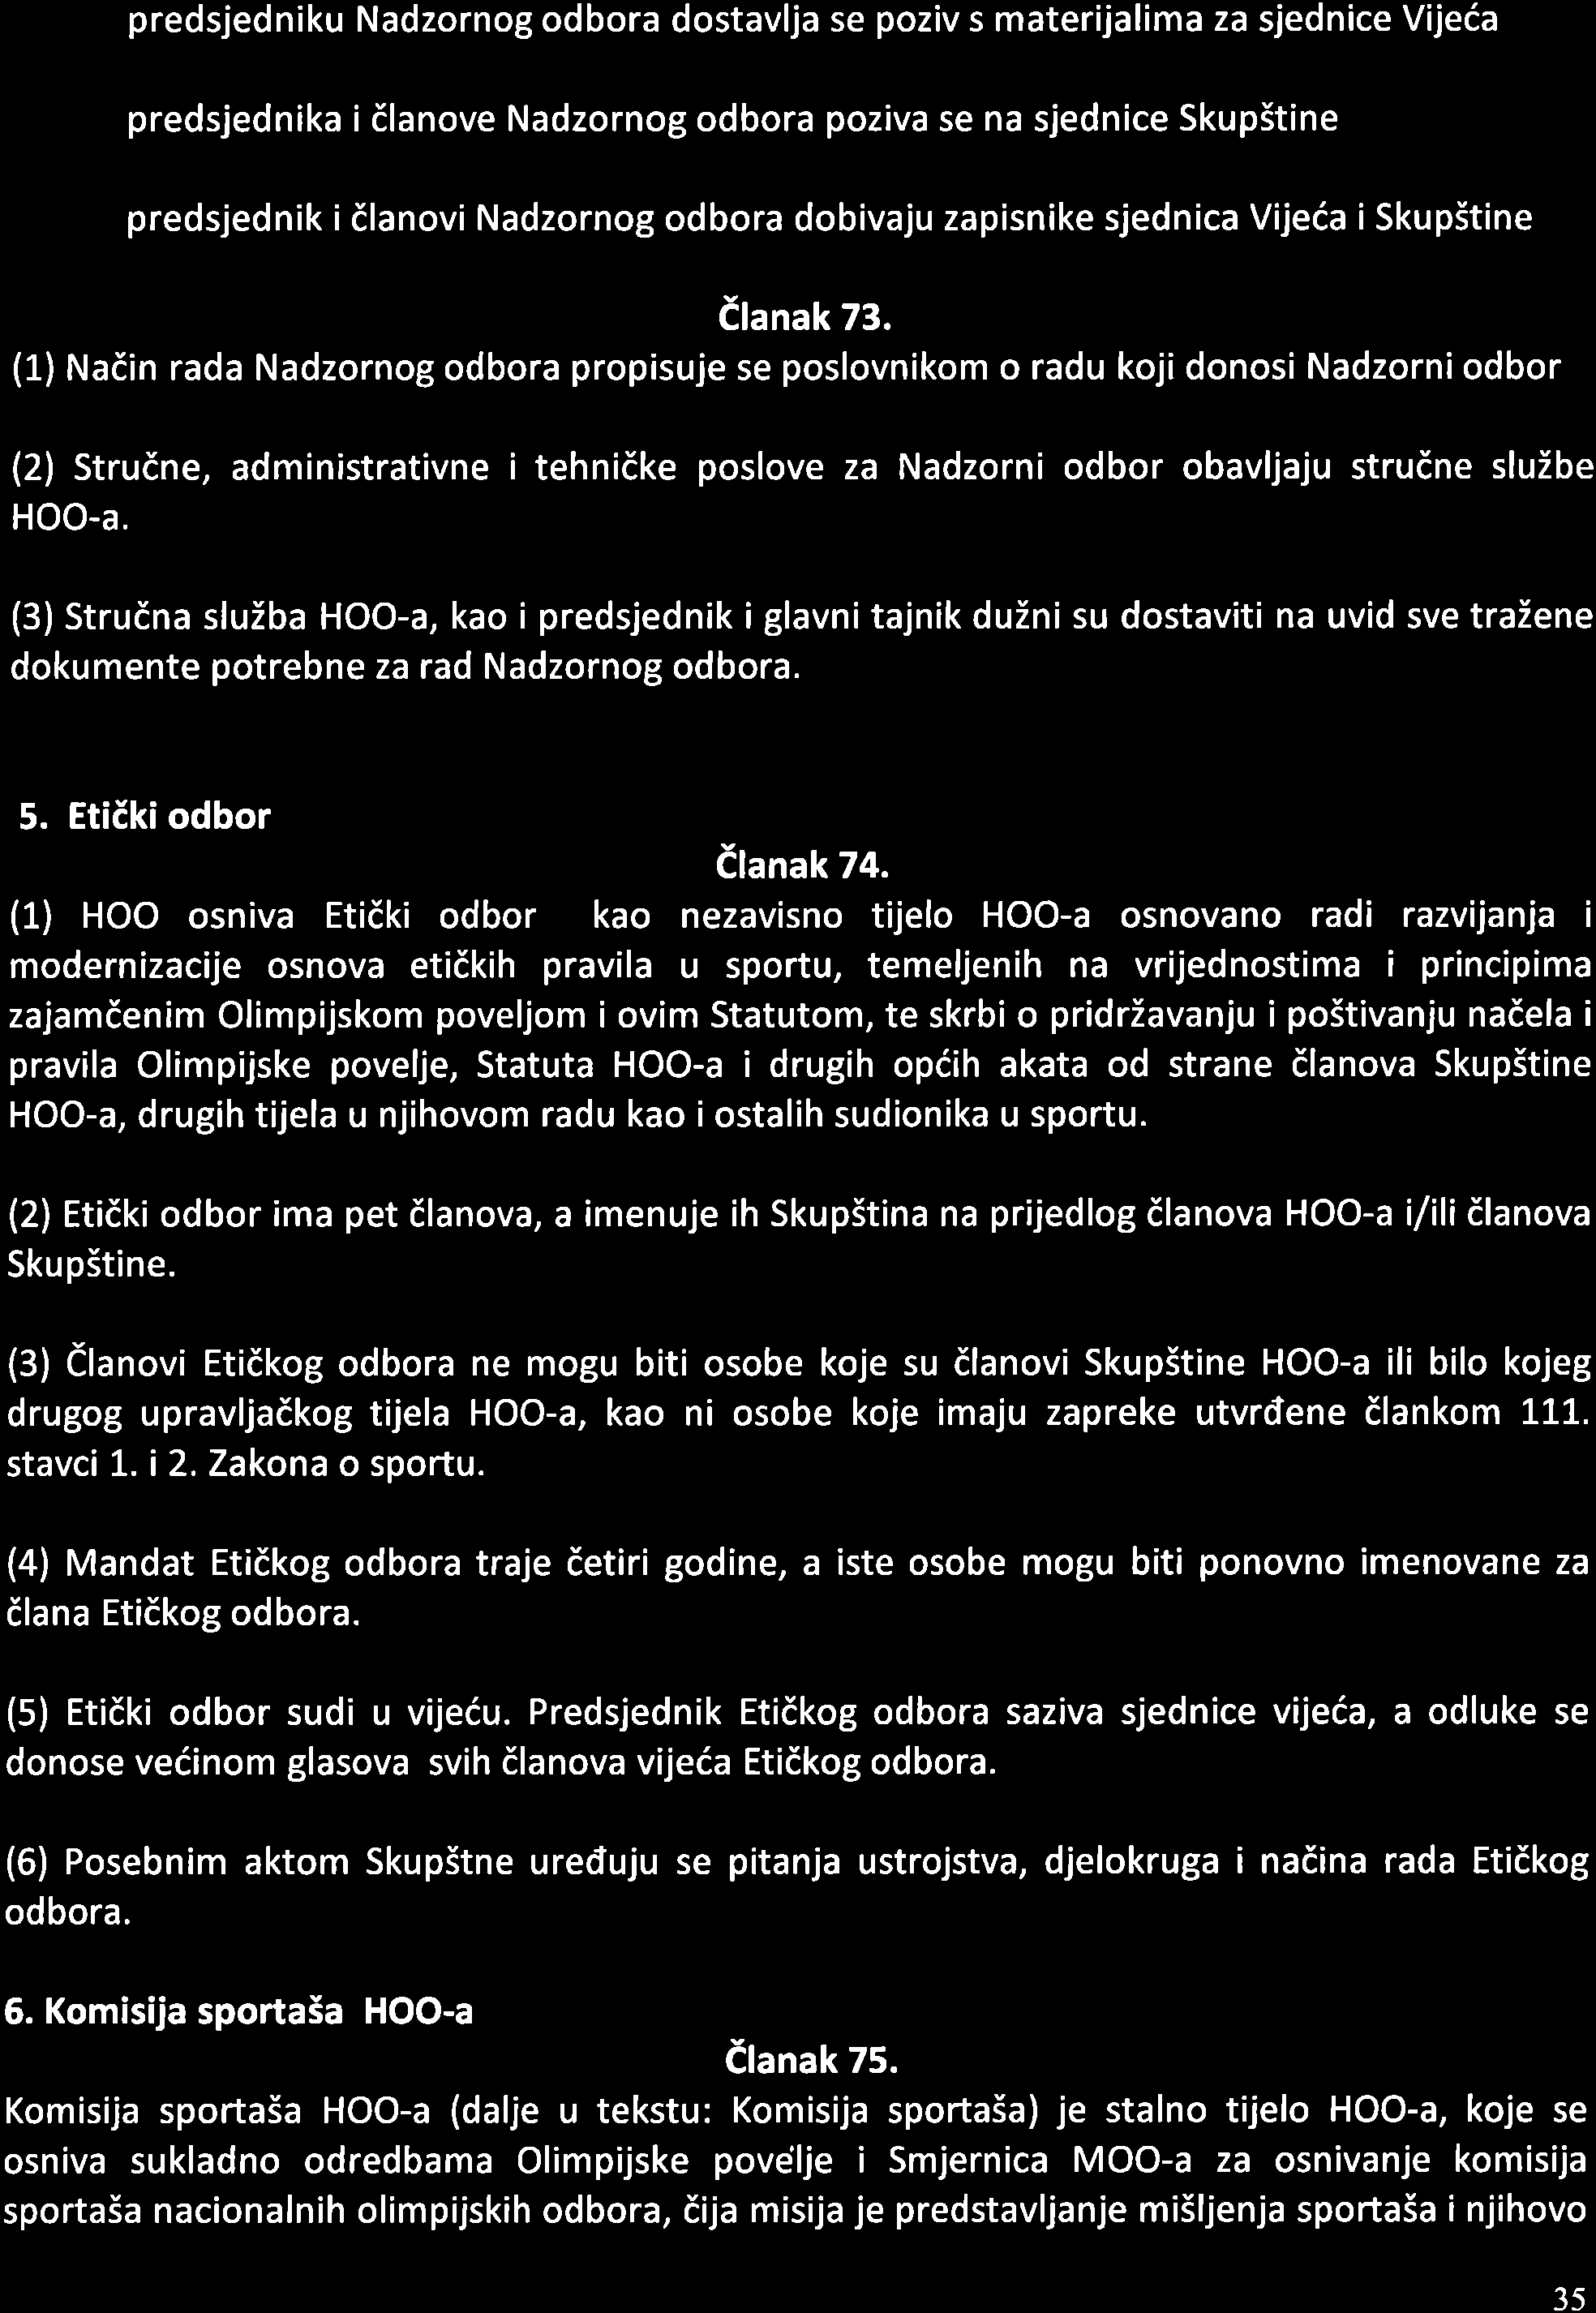 predsjedniku Nadzornog odbora dostavlja se poziv s materijalima za sjednice Vijeća
predsjednika i članove Nadzornog odbora poziva se na sjednice Skupštine
predsjednik i članovi Nadzornog odbora dobivaju zapisnike sjednica Vijeća i Skupštine
Članak 73.
(1) Način rada Nadzornog odbora propisuje se poslovnikom o radu koji donosi Nadzorni odbor
(2) Stručne, administrativne i tehničke poslove za Nadzorni odbor obavljaju stručne službe
HOO-a.
(3) Stručna služba HOO-a, kao i predsjednik i glavni tajnik dužni su dostaviti na uvid sve tražene
dokumente potrebne za rad Nadzornog odbora.
5. Etički odbor
Članak 74.
(1) HOO osniva Etički odbor kao nezavisno tijelo HOO-a osnovano radi razvijanja i
modernizacije osnova etičkih pravila u sportu, temeljenih na vrijednostima i principima
zajamčenim Olimpijskom poveljom i ovim Statutom, te skrbi o pridržavanju i poštivanju načela i
pravila Olimpijske povelje, Statuta HOO-a i drugih općih akata od strane članova Skupštine
HOO-a, drugih tijela u njihovom radu kao i ostalih sudionika u sportu.
(2) Etički odbor ima pet članova, a imenuje ih Skupština na prijedlog članova HOO-a i/ili članova
Skupštine.
(3) Članovi Etičkog odbora ne mogu biti osobe koje su članovi Skupštine HOO-a ili bilo kojeg
drugog upravljačkog tijela HOO-a, kao ni osobe koje imaju zapreke utvrđene člankom 111.
stavci 1. i 2. Zakona o sportu.
(4) Mandat Etičkog odbora traje četiri godine, a iste osobe mogu biti ponovno imenovane za
člana Etičkog odbora.
(5) Etički odbor sudi u vijeću. Predsjednik Etičkog odbora saziva sjednice vijeća, a odluke se
donose većinom glasova svih članova vijeća Etičkog odbora.
(6) Posebnim aktom Skupštne uređuju se pitanja ustrojstva, djelokruga i načina rada Etičkog
odbora.
6. Komisija sportaša HOO-a
Članak 75.
Komisija sportaša HOO-a (dalje u tekstu: Komisija sportaša) je stalno tijelo HOO-a, koje se
osniva sukladno odredbama Olimpijske povelje i Smjernica MOO-a za osnivanje komisija
sportaša nacionalnih olimpijskih odbora, čija misija je predstavljanje mišljenja sportaša i njihovo
35